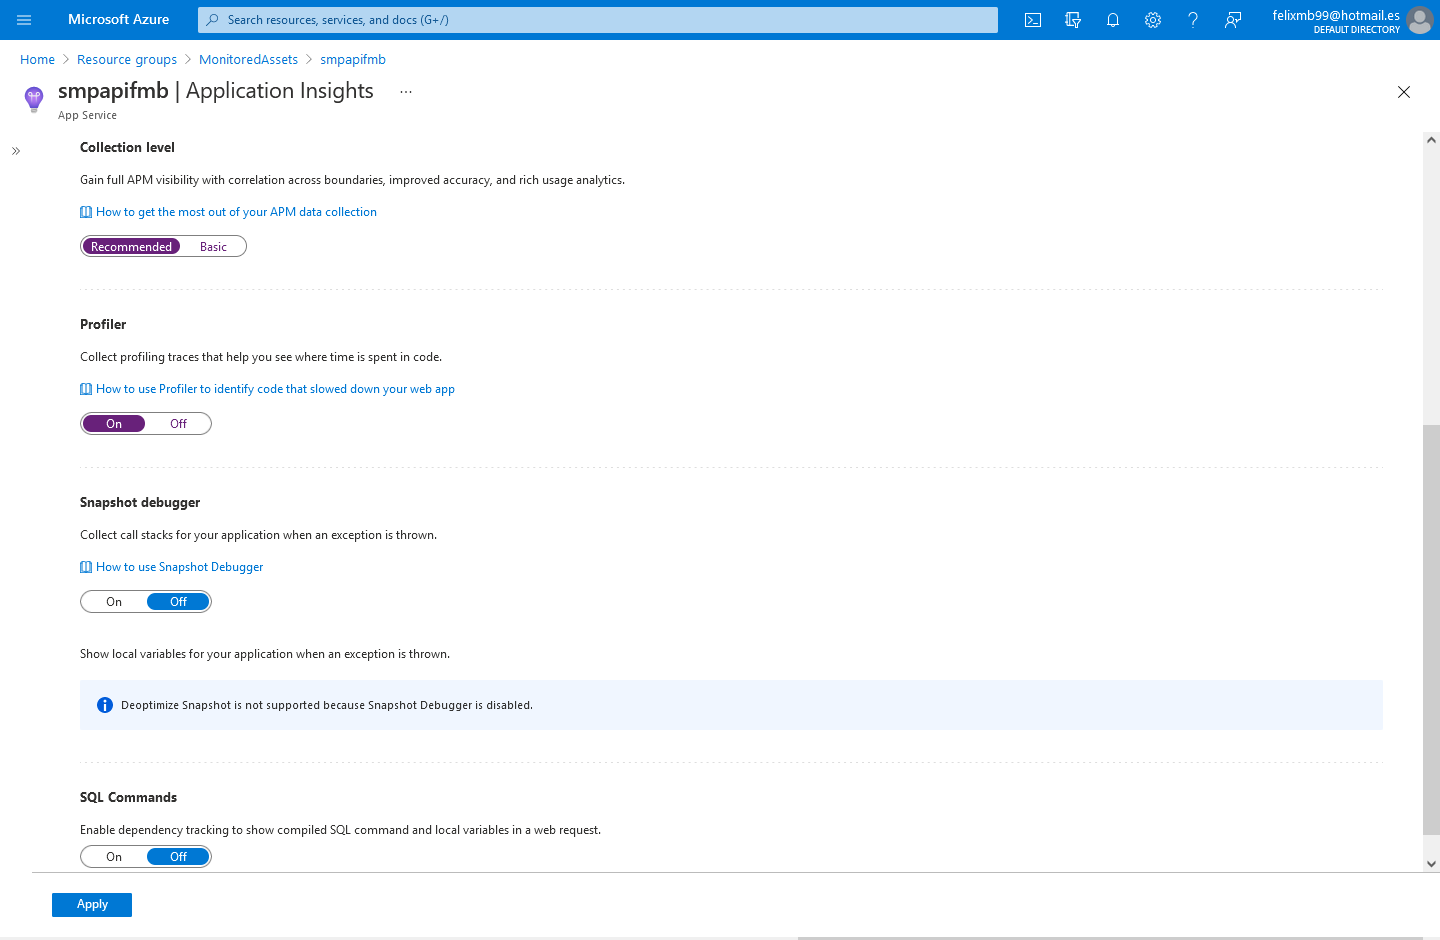 Microsoft Azure
Search resources, services, and docs (G+/)
felixmb99@hotmail.es
DEFAULT DIRECTORY
Home > Resource groups > MonitoredAssets > smpapifmb
smpapifmb | Application Insights ...
App Service
Collection level
Gain full APM visibility with correlation across boundaries, improved accuracy, and rich usage analytics.
How to get the most out of your APM data collection
Recommended Basic
Profiler
Collect profiling traces that help you see where time is spent in code.
How to use Profiler to identify code that slowed down your web app
On Off
Snapshot debugger
Collect call stacks for your application when an exception is thrown.
How to use Snapshot Debugger
On Off
Show local variables for your application when an exception is thrown.
Deoptimize Snapshot is not supported because Snapshot Debugger is disabled.
SQL Commands
Enable dependency tracking to show compiled SQL command and local variables in a web request.
On Off
Apply